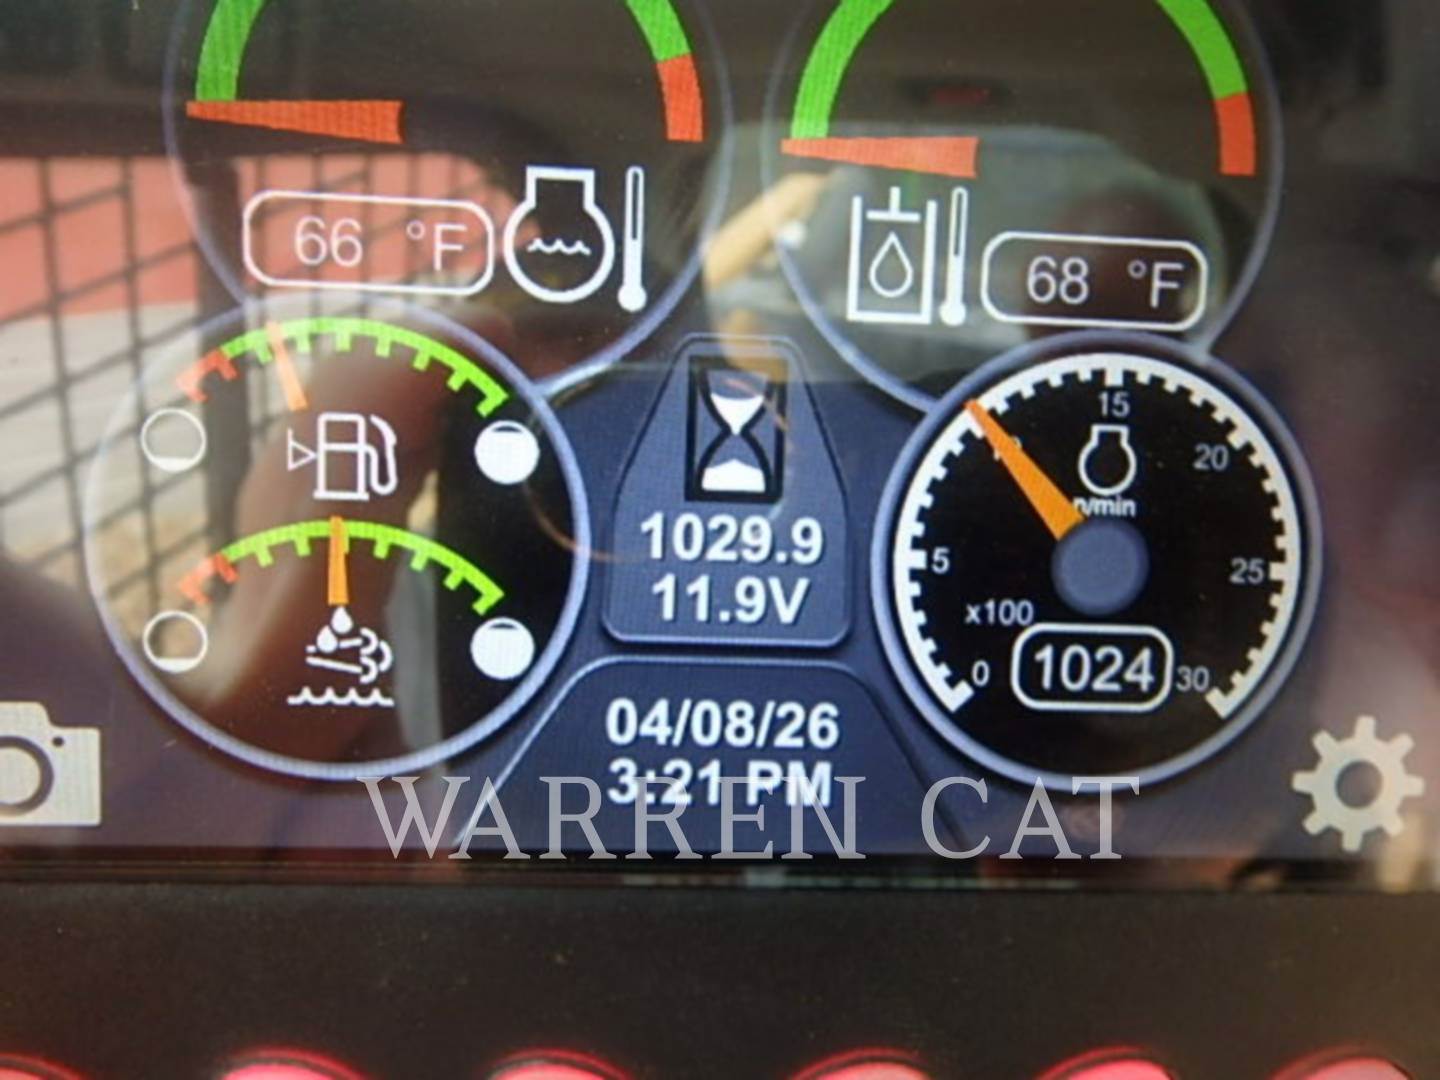 66 °F
68 °F
15
20
r/min
5
25
x100
0
1024
30
1029.9
11.9V
04/08/26
3:21 PM
WARREN CAT